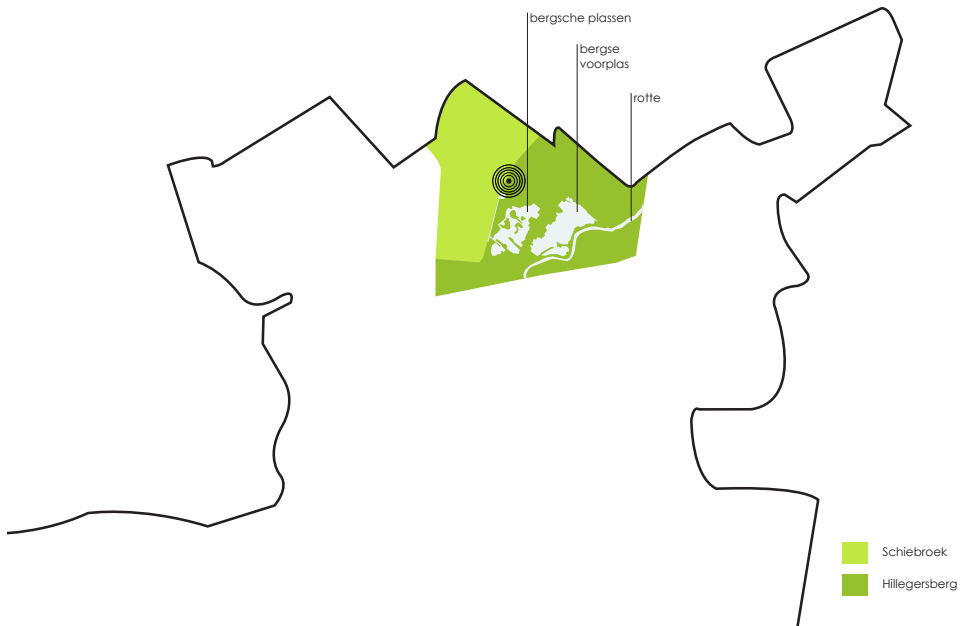 bergsche plassen
bergse
voorplas
rotte
Schiebroek
Hillegersberg